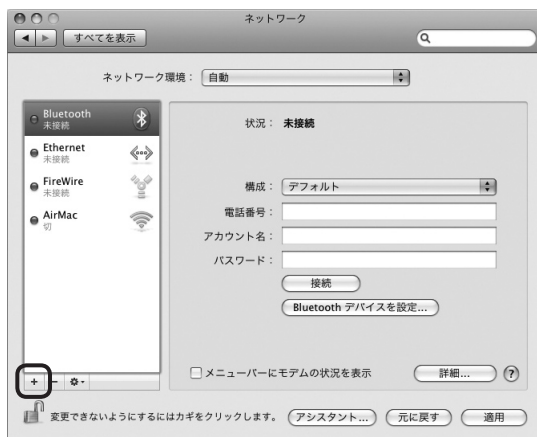 ネットワーク
すべてを表示
ネットワーク環境： 自動
Bluetooth
未接続
Ethernet
未接続
FireWire
未接続
AirMac
切
状況： 未接続
構成： デフォルト
電話番号：
アカウント名：
パスワード：
接続
Bluetooth デバイスを設定...
メニューバーにモデムの状況を表示
詳細... ?
+ −
変更できないようにするにはカギをクリックします。 アシスタント... 元に戻す 適用